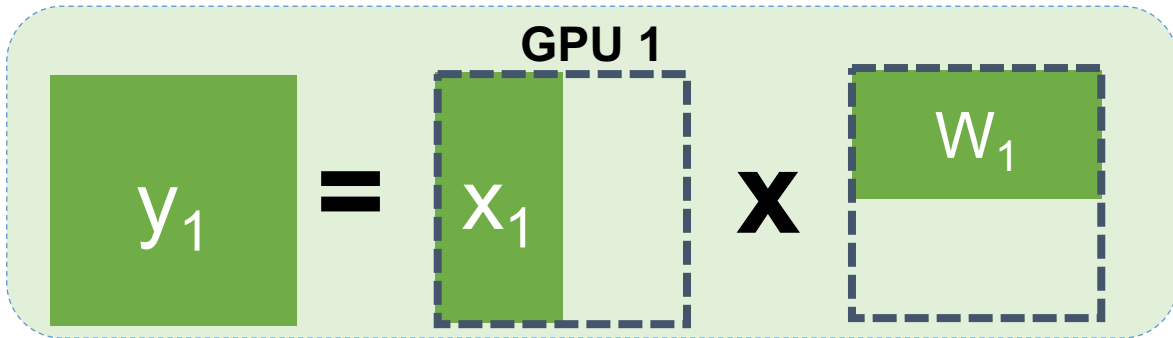 GPU 1
y₁ = x₁ x W₁